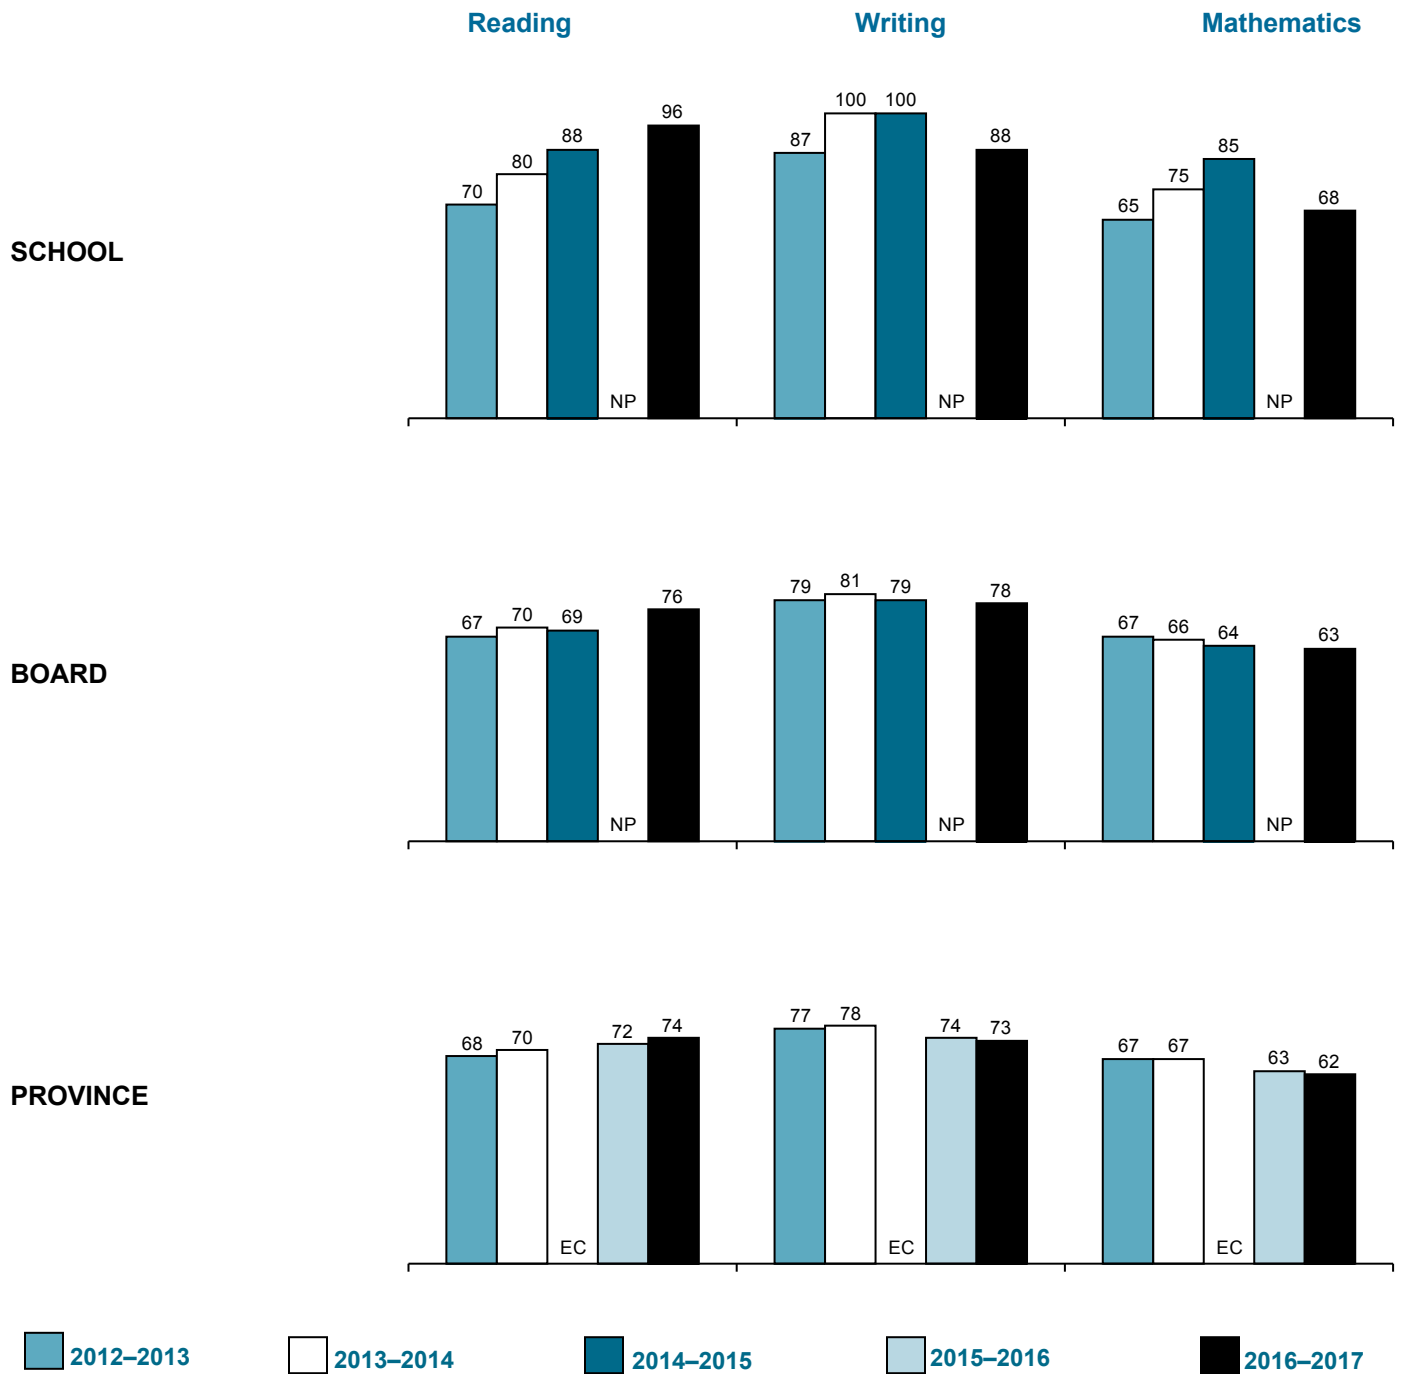 Reading Writing Mathematics
SCHOOL
70 80 88 NP 96 87 100 100 NP 88 65 75 85 NP 68
BOARD
67 70 69 NP 76 79 81 79 NP 78 67 66 64 NP 63
PROVINCE
68 70 EC 72 74 77 78 EC 74 73 67 67 EC 63 62
2012–2013 2013–2014 2014–2015 2015–2016 2016–2017